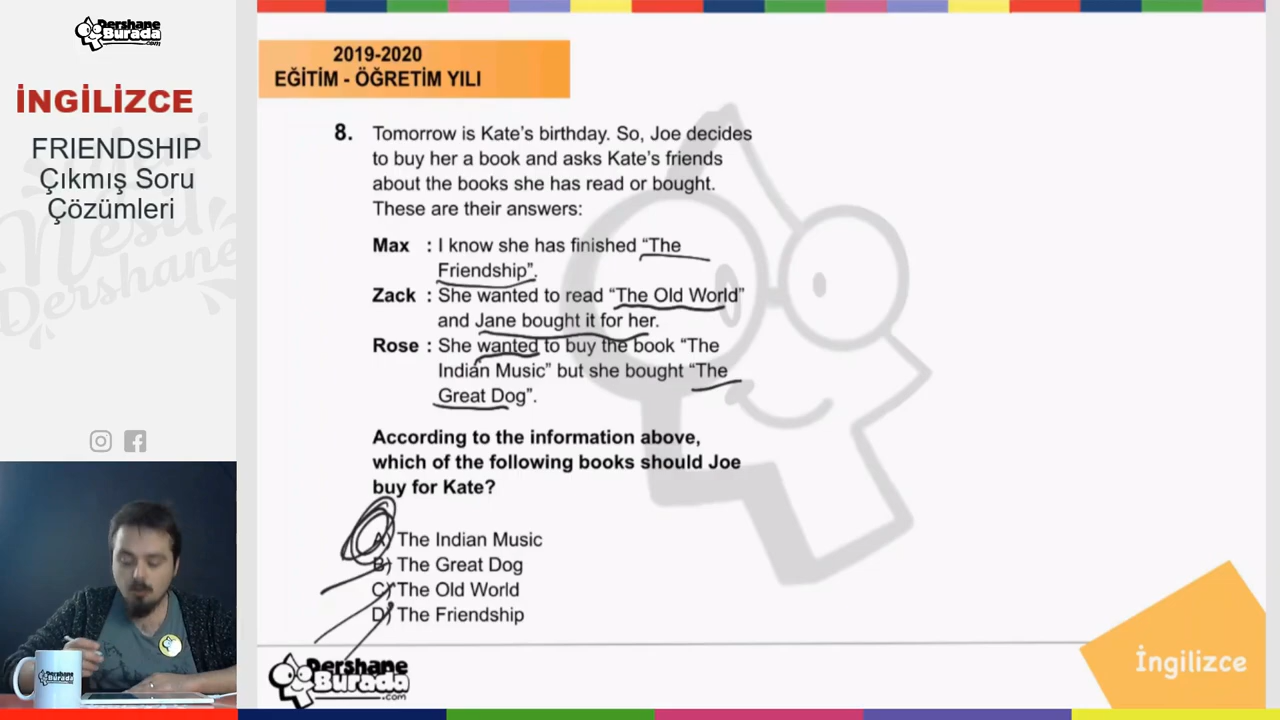 Dershane
Burada
.com
İNGİLİZCE
FRIENDSHIP
Çıkmış Soru
Çözümleri
Yeni
Nesil
Dershane
2019-2020
EĞİTİM - ÖĞRETİM YILI
8. Tomorrow is Kate's birthday. So, Joe decides
to buy her a book and asks Kate's friends
about the books she has read or bought.
These are their answers:
Max : I know she has finished “The
Friendship”.
Zack : She wanted to read “The Old World”
and Jane bought it for her.
Rose : She wanted to buy the book “The
Indian Music” but she bought “The
Great Dog”.
According to the information above,
which of the following books should Joe
buy for Kate?
A) The Indian Music
B) The Great Dog
C) The Old World
D) The Friendship
Dershane
Burada
.com
İngilizce
Dershane
Burada